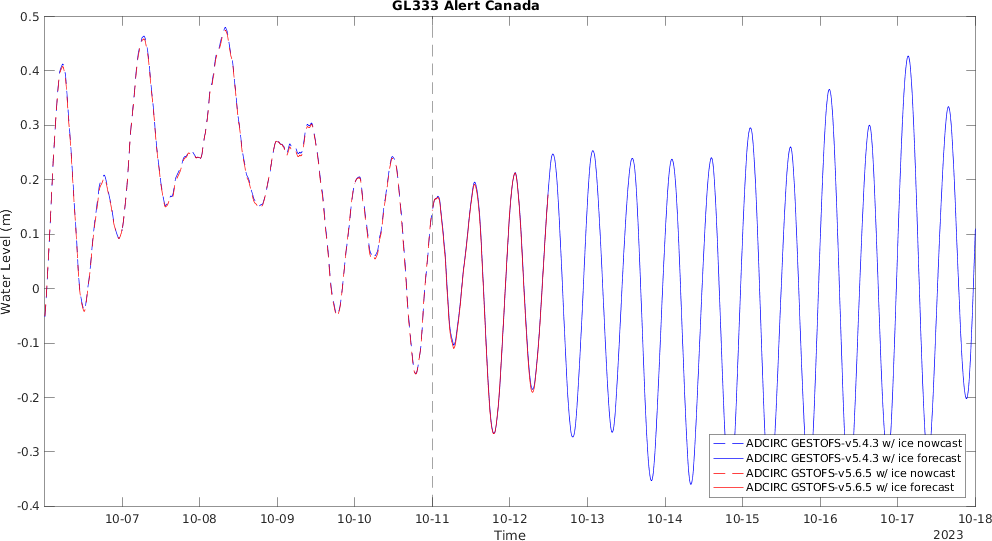 GL333 Alert Canada
0.5
0.4
0.3
0.2
0.1
0
-0.1
-0.2
-0.3
-0.4
Water Level (m)
ADCIRC GESTOFS-v5.4.3 w/ ice nowcast
ADCIRC GESTOFS-v5.4.3 w/ ice forecast
ADCIRC GSTOFS-v5.6.5 w/ ice nowcast
ADCIRC GSTOFS-v5.6.5 w/ ice forecast
10-07 10-08 10-09 10-10 10-11 10-12 10-13 10-14 10-15 10-16 10-17 10-18
Time
2023